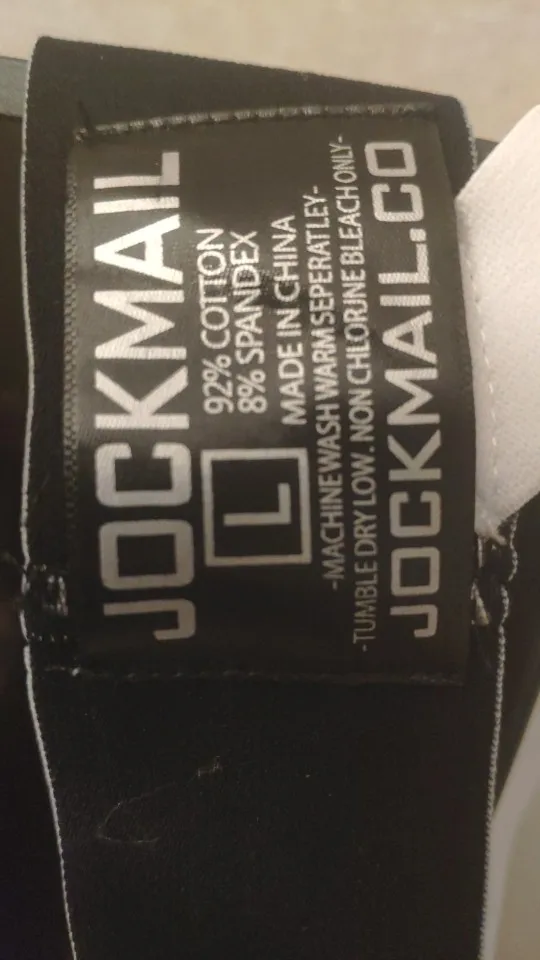 JOCKMAIL
L
92% COTTON
8% SPANDEX
MADE IN CHINA
-MACHINE WASH WARM SEPERATLEY-
-TUMBLE DRY LOW. NON CHLORJNE BLEACH ONLY-
JOCKMAIL.CO